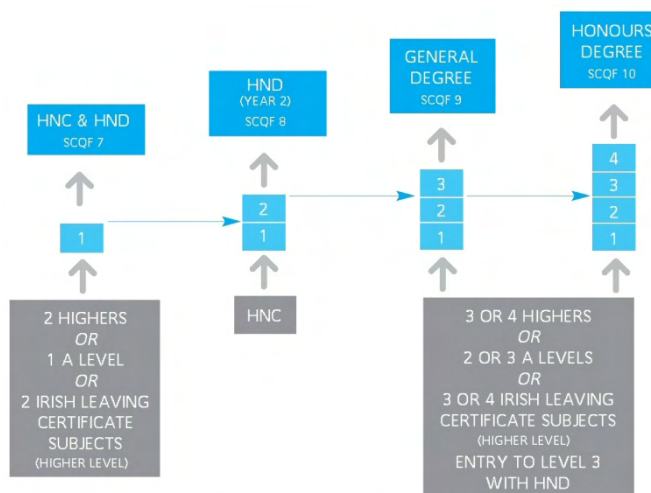 HNC & HND
SCQF 7
1
2 HIGHERS
OR
1 A LEVEL
OR
2 IRISH LEAVING
CERTIFICATE
SUBJECTS
(HIGHER LEVEL)
HND
(YEAR 2)
SCQF 8
2
1
HNC
GENERAL
DEGREE
SCQF 9
3
2
1
HONOURS
DEGREE
SCQF 10
4
3
2
1
3 OR 4 HIGHERS
OR
2 OR 3 A LEVELS
OR
3 OR 4 IRISH LEAVING
CERTIFICATE SUBJECTS
(HIGHER LEVEL)
ENTRY TO LEVEL 3
WITH HND